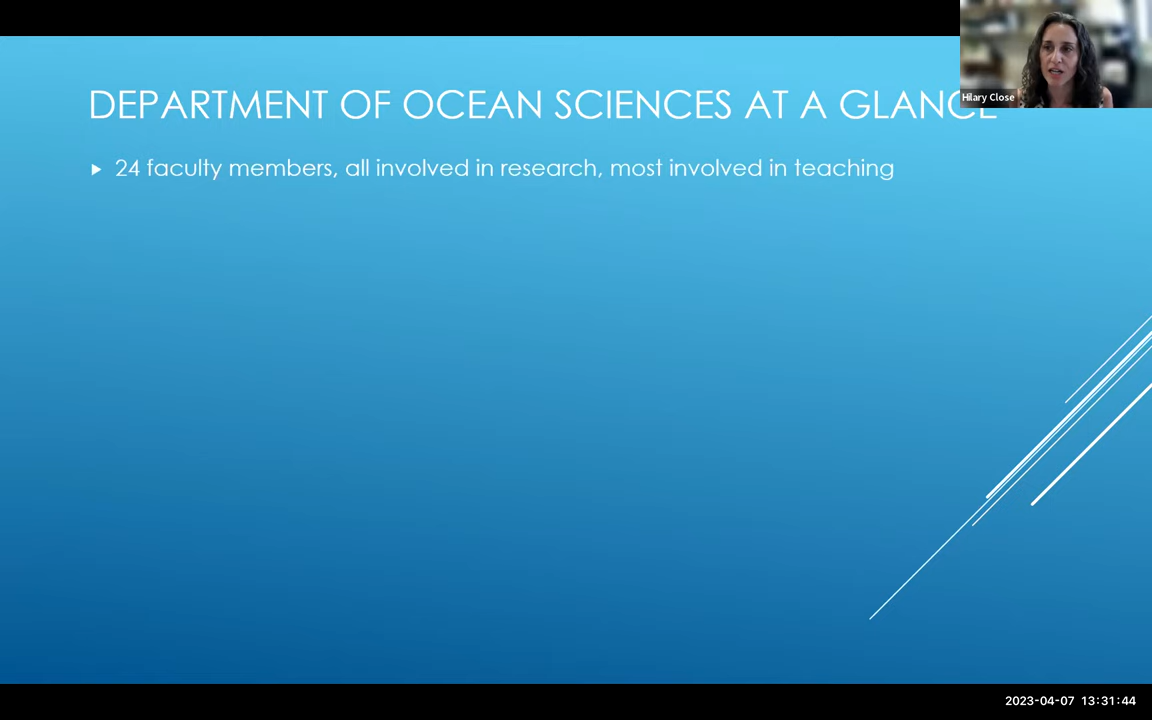 Hilary Close
DEPARTMENT OF OCEAN SCIENCES AT A GLANCE
24 faculty members, all involved in research, most involved in teaching
2023-04-07 13:31:44